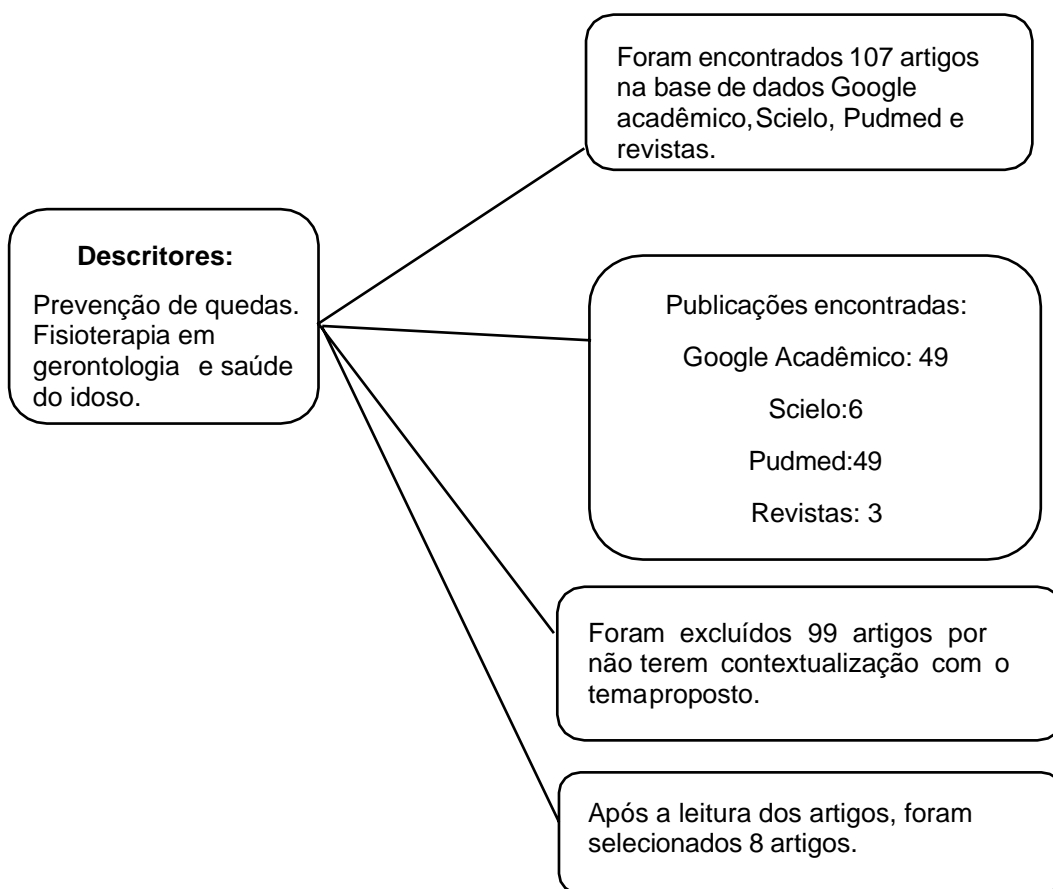 Foram encontrados 107 artigos
na base de dados Google
acadêmico,Scielo, Pudmed e
revistas.
Descritores:
Prevenção de quedas.
Fisioterapia em
gerontologia e saúde
do idoso.
Publicações encontradas:
Google Acadêmico: 49
Scielo:6
Pudmed:49
Revistas: 3
Foram excluídos 99 artigos por
não terem contextualização com o
temaproposto.
Após a leitura dos artigos, foram
selecionados 8 artigos.